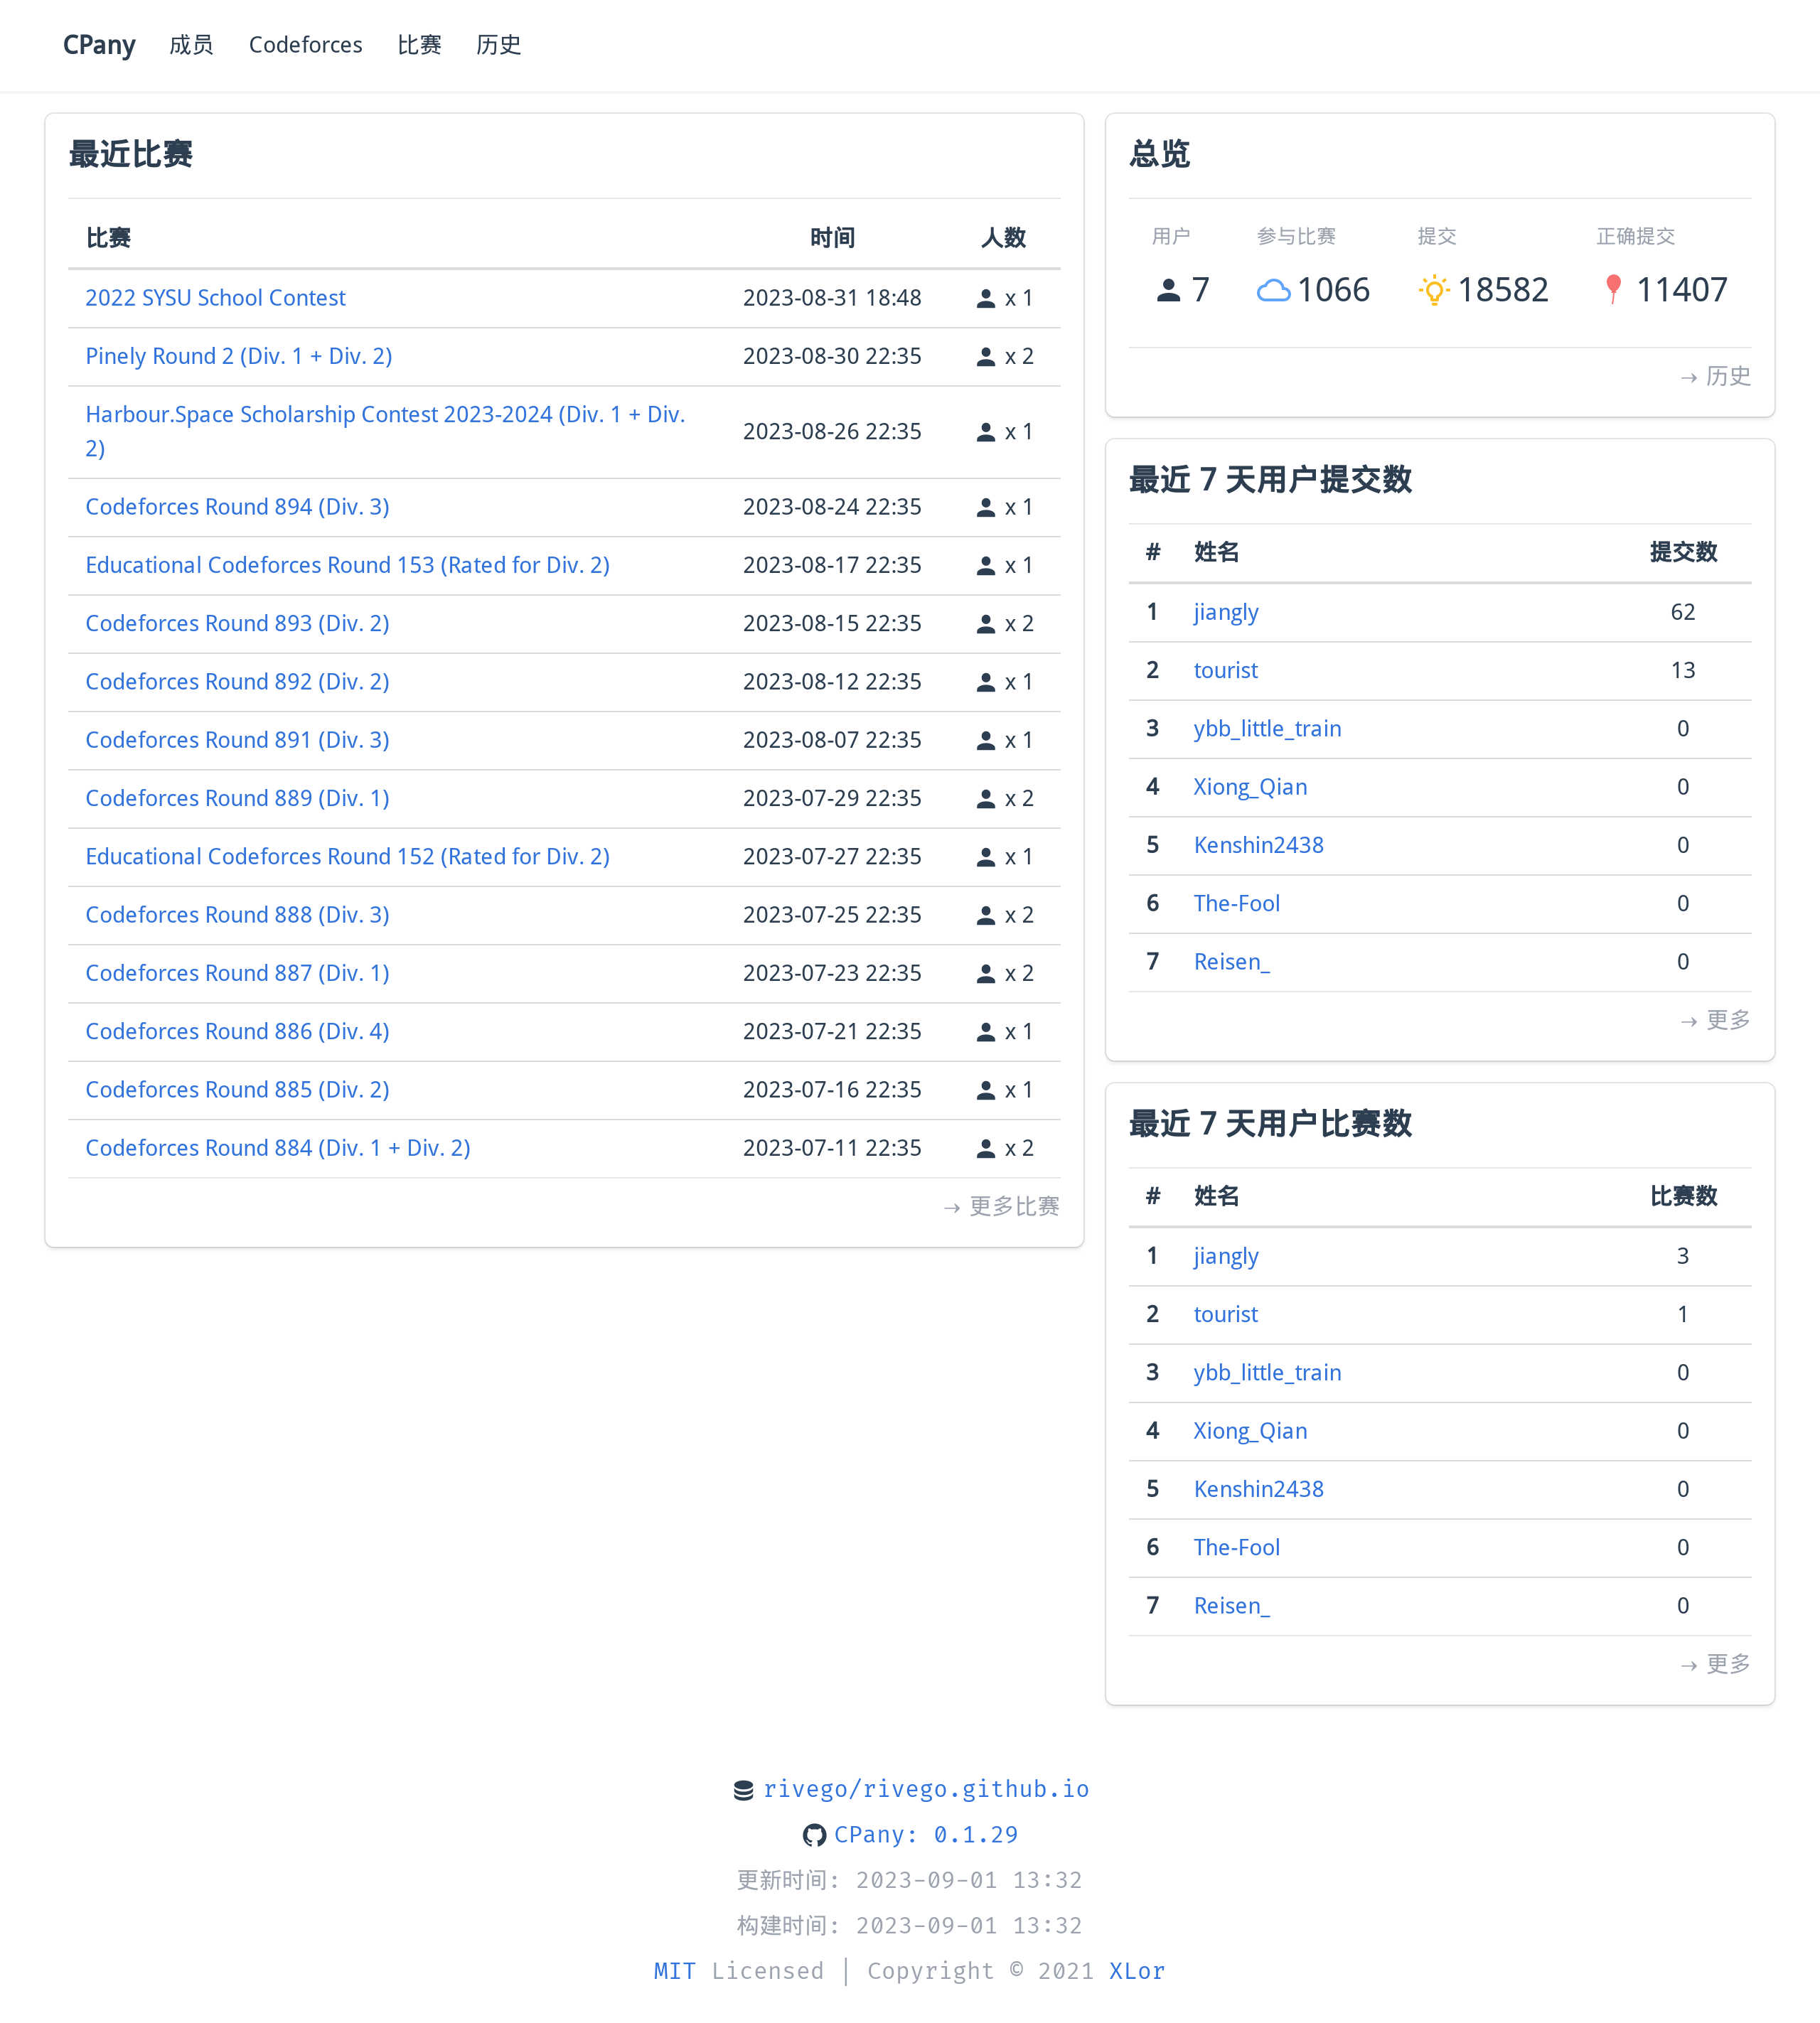 CPany 成员 Codeforces 比赛 历史
最近比赛
比赛 时间 人数
2022 SYSU School Contest 2023-08-31 18:48 x 1
Pinely Round 2 (Div. 1 + Div. 2) 2023-08-30 22:35 x 2
Harbour.Space Scholarship Contest 2023-2024 (Div. 1 + Div.
2) 2023-08-26 22:35 x 1
Codeforces Round 894 (Div. 3) 2023-08-24 22:35 x 1
Educational Codeforces Round 153 (Rated for Div. 2) 2023-08-17 22:35 x 1
Codeforces Round 893 (Div. 2) 2023-08-15 22:35 x 2
Codeforces Round 892 (Div. 2) 2023-08-12 22:35 x 1
Codeforces Round 891 (Div. 3) 2023-08-07 22:35 x 1
Codeforces Round 889 (Div. 1) 2023-07-29 22:35 x 2
Educational Codeforces Round 152 (Rated for Div. 2) 2023-07-27 22:35 x 1
Codeforces Round 888 (Div. 3) 2023-07-25 22:35 x 2
Codeforces Round 887 (Div. 1) 2023-07-23 22:35 x 2
Codeforces Round 886 (Div. 4) 2023-07-21 22:35 x 1
Codeforces Round 885 (Div. 2) 2023-07-16 22:35 x 1
Codeforces Round 884 (Div. 1 + Div. 2) 2023-07-11 22:35 x 2
→ 更多比赛
总览
用户 参与比赛 提交 正确提交
7 1066 18582 11407
→ 历史
最近 7 天用户提交数
# 姓名 提交数
1 jiangly 62
2 tourist 13
3 ybb_little_train 0
4 Xiong_Qian 0
5 Kenshin2438 0
6 The-Fool 0
7 Reisen_ 0
→ 更多
最近 7 天用户比赛数
# 姓名 比赛数
1 jiangly 3
2 tourist 1
3 ybb_little_train 0
4 Xiong_Qian 0
5 Kenshin2438 0
6 The-Fool 0
7 Reisen_ 0
→ 更多
rivego/rivego.github.io
CPany: 0.1.29
更新时间: 2023-09-01 13:32
构建时间: 2023-09-01 13:32
MIT Licensed | Copyright © 2021 XLor